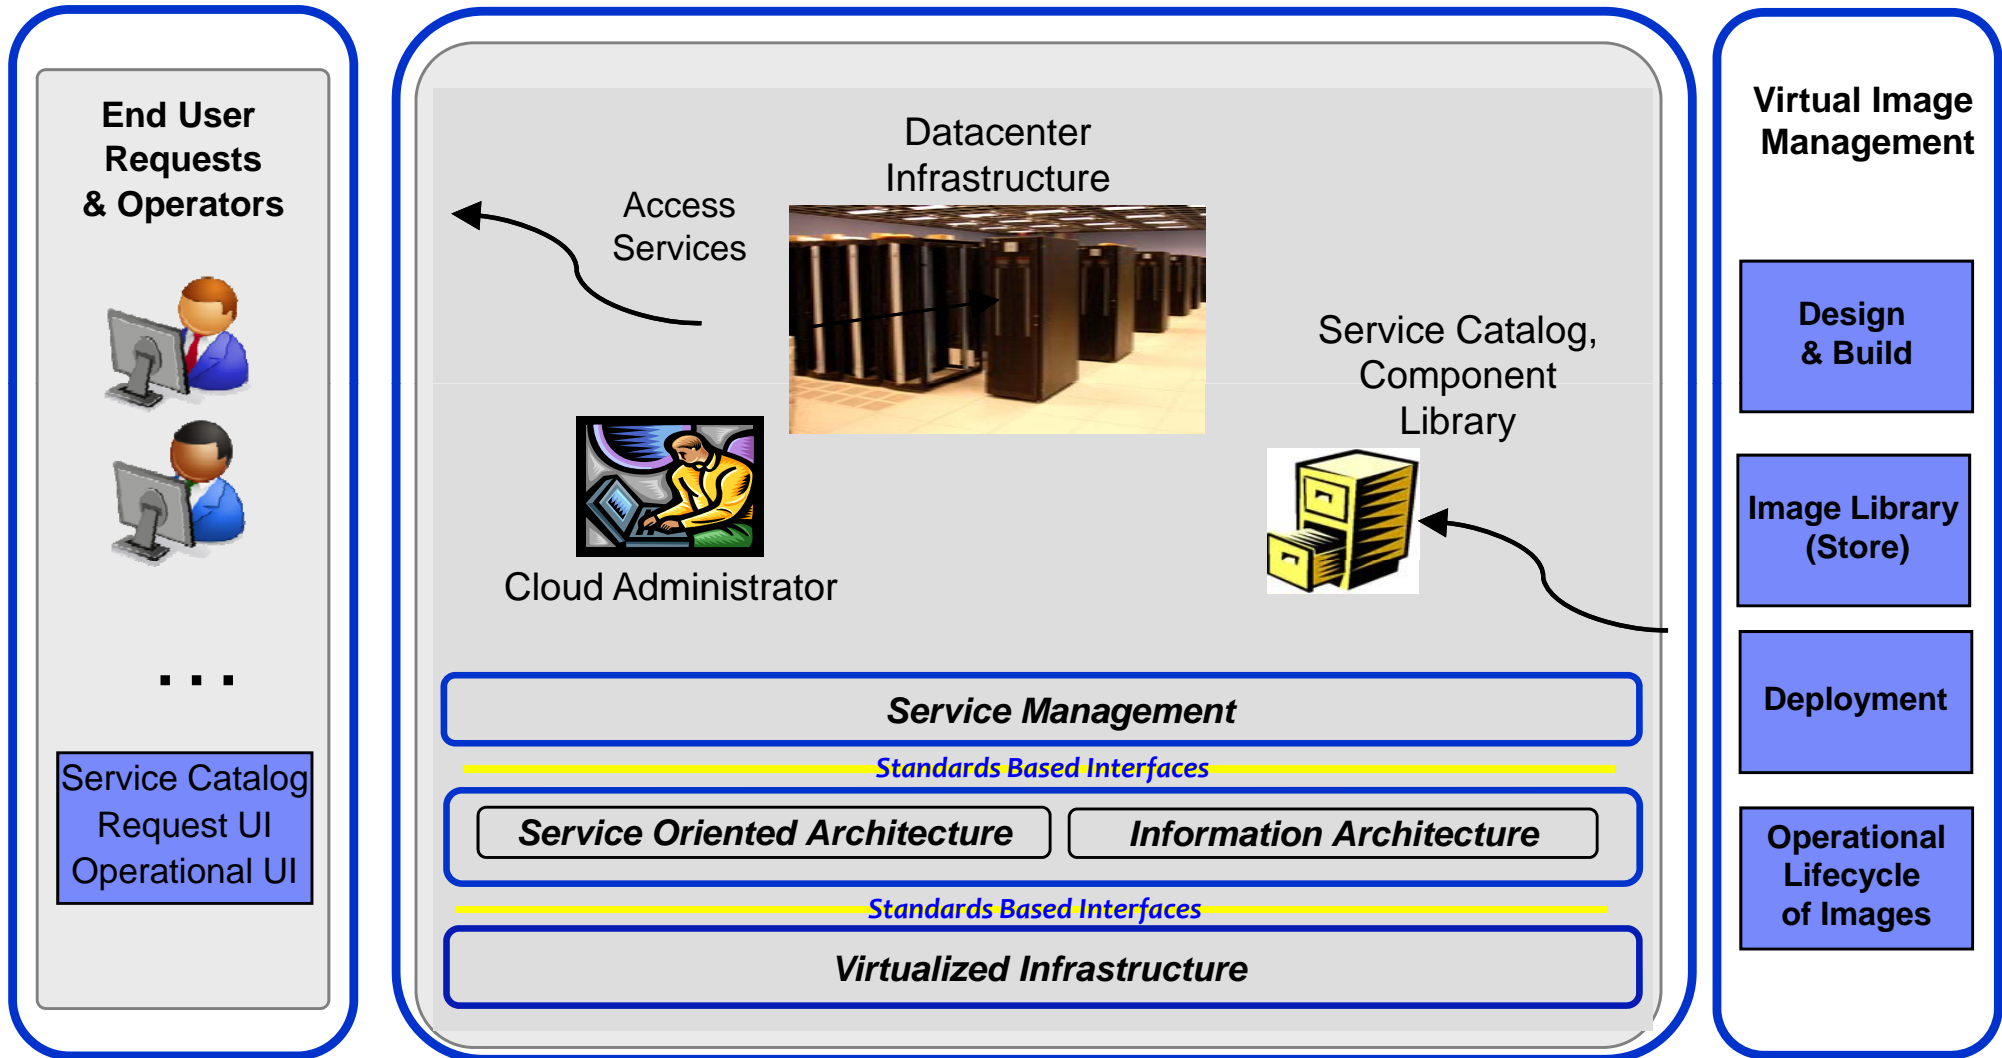 End User
Requests
& Operators
Service Catalog
Request UI
Operational UI
Datacenter
Infrastructure
Access
Services
Service Catalog,
Component
Library
Cloud Administrator
Service Management
Standards Based Interfaces
Service Oriented Architecture
Information Architecture
Standards Based Interfaces
Virtualized Infrastructure
Virtual Image
Management
Design
& Build
Image Library
(Store)
Deployment
Operational
Lifecycle
of Images